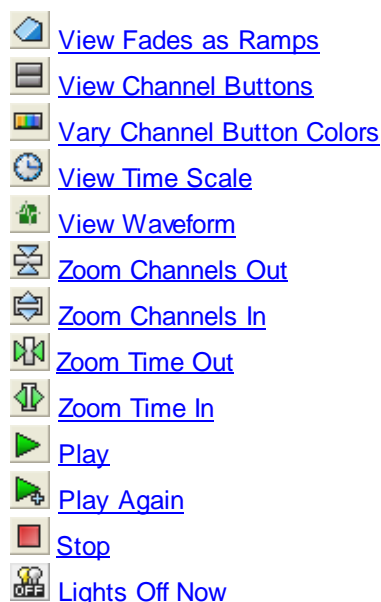 View Fades as Ramps
View Channel Buttons
Vary Channel Button Colors
View Time Scale
View Waveform
Zoom Channels Out
Zoom Channels In
Zoom Time Out
Zoom Time In
Play
Play Again
Stop
OFF Lights Off Now